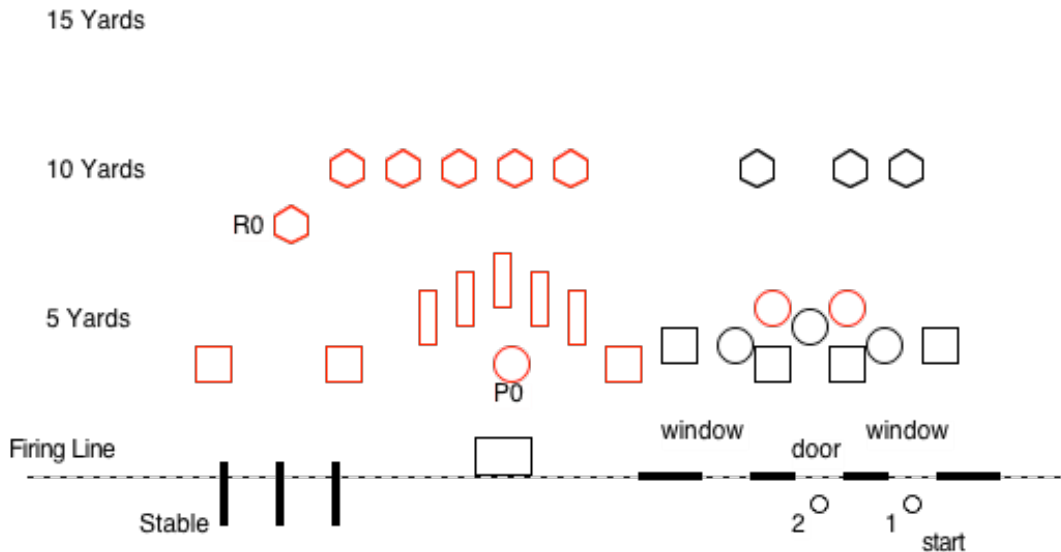 15 Yards
10 Yards
R0
5 Yards
P0
window
window
door
Firing Line
Stable
2
1
start